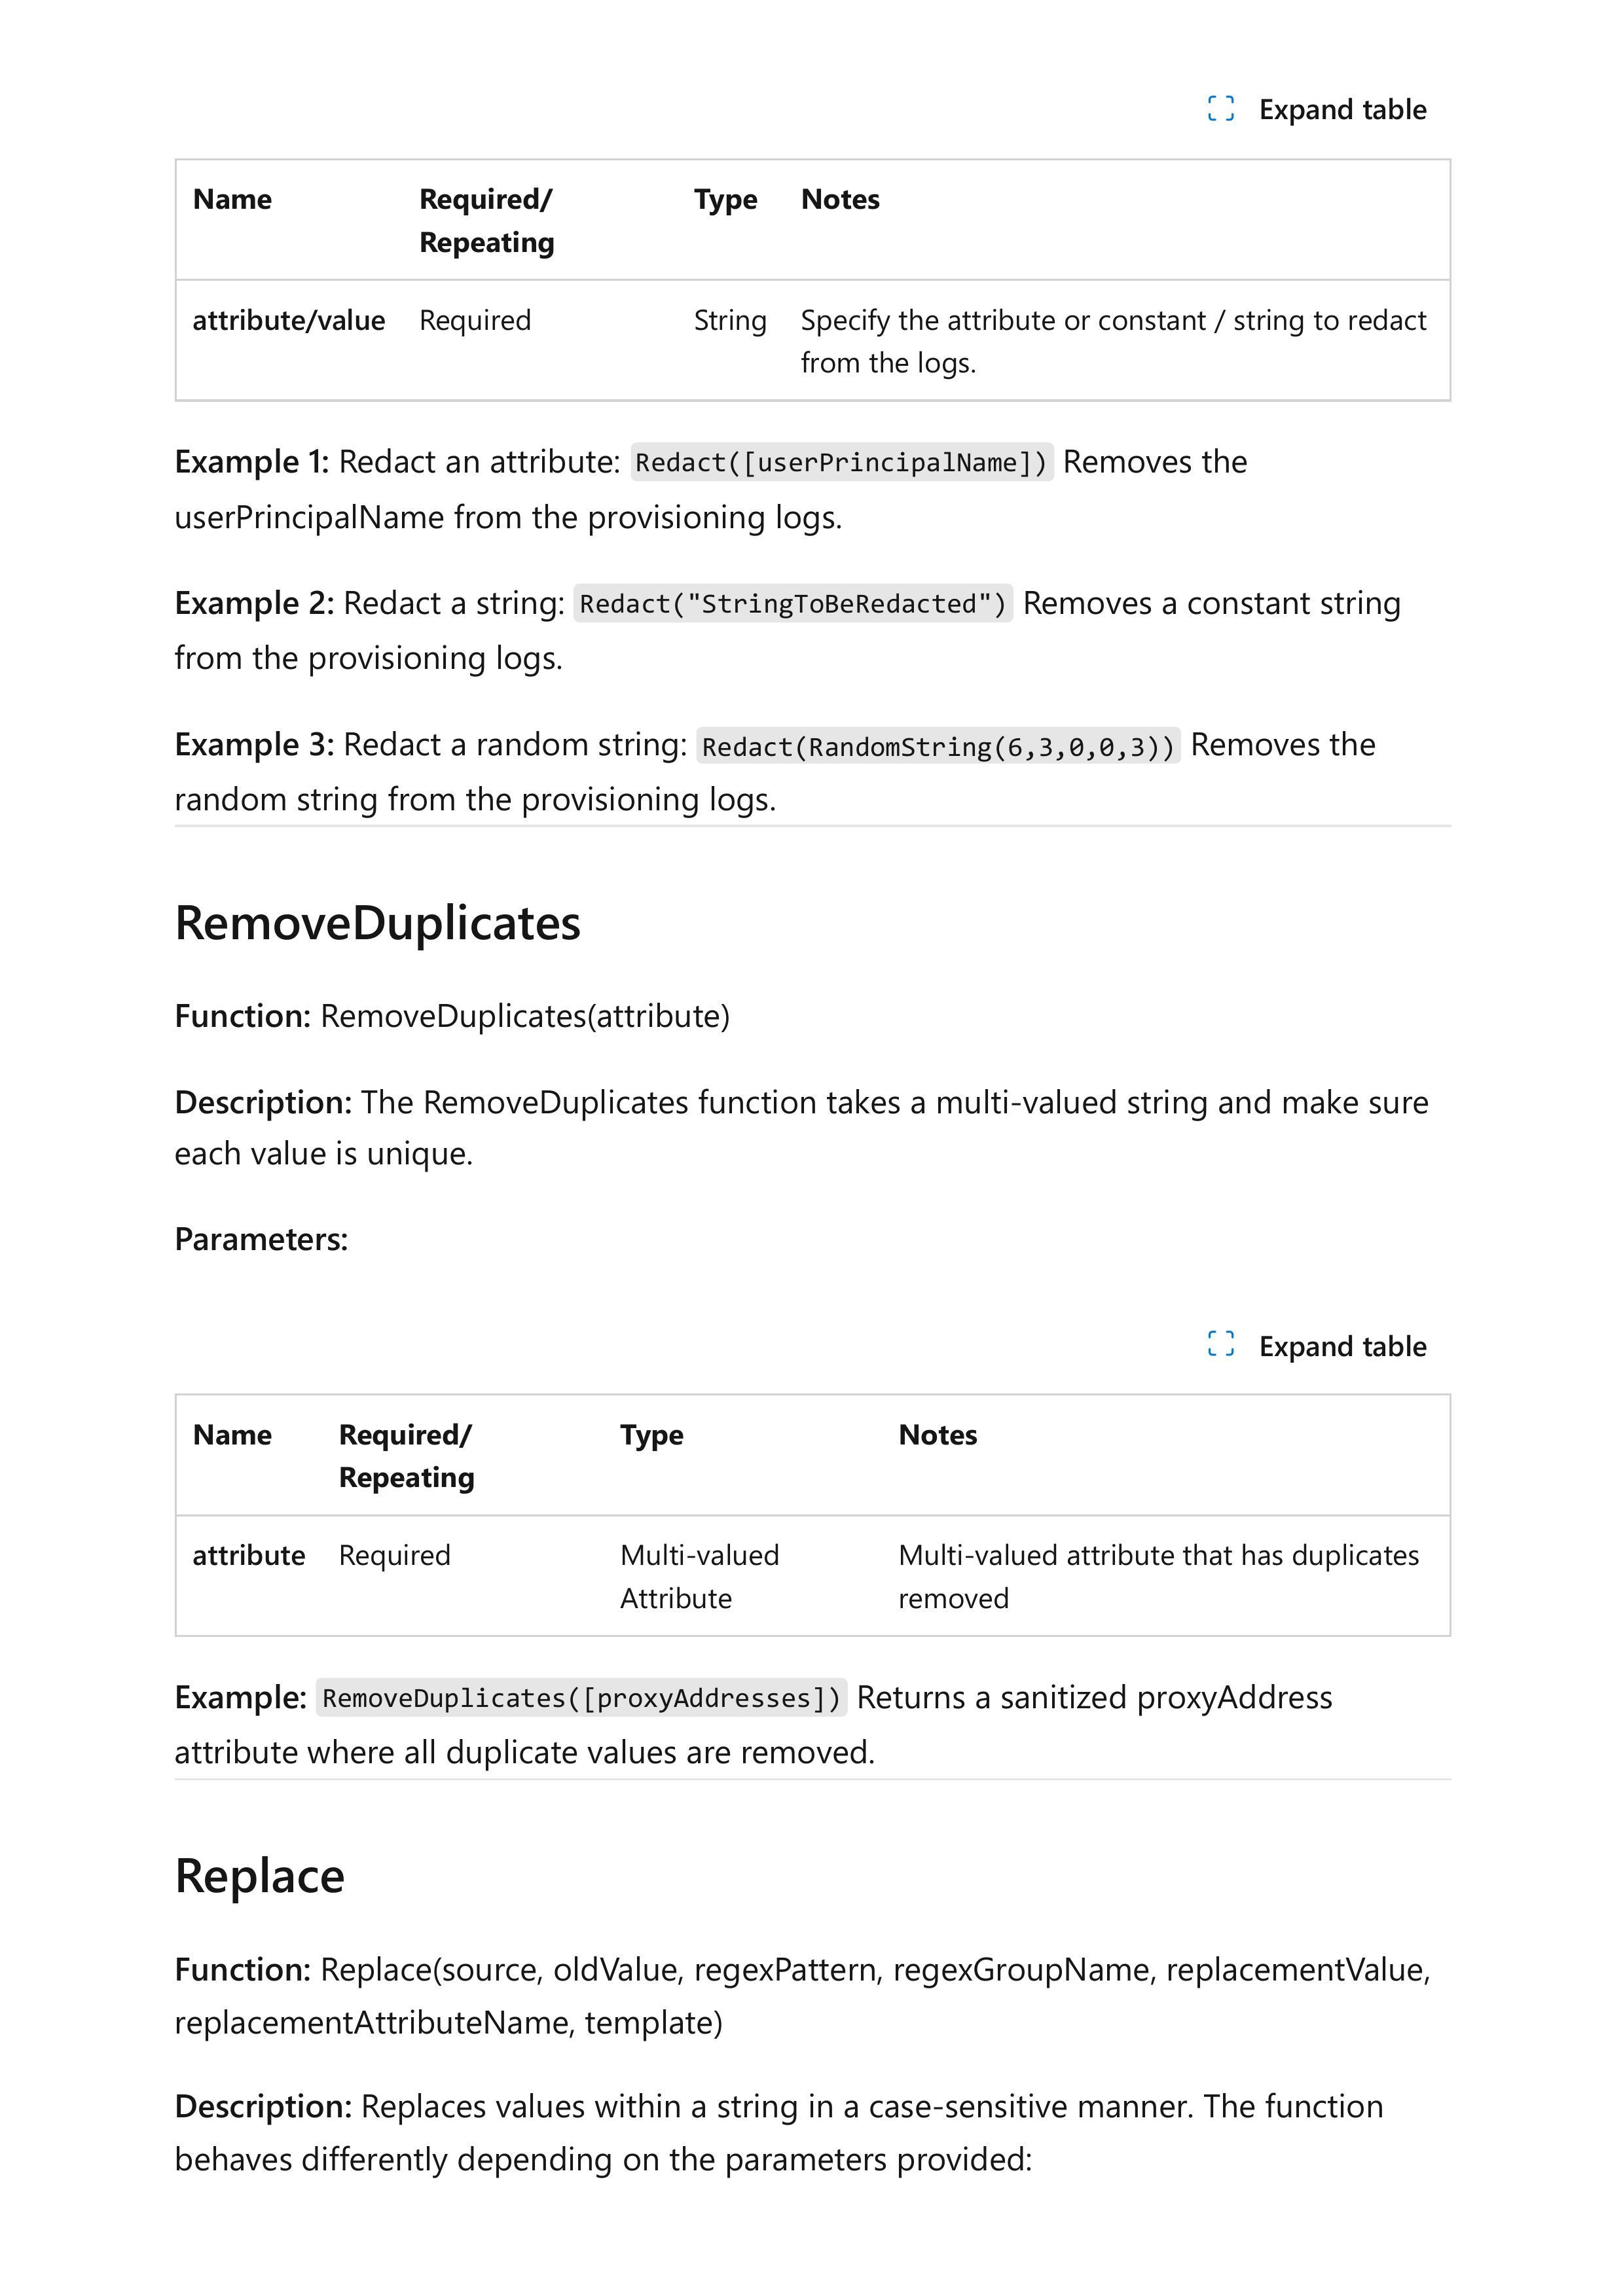 Expand table
Name Required/ Type Notes
Repeating
attribute/value Required String Specify the attribute or constant / string to redact
from the logs.
Example 1: Redact an attribute: Redact([userPrincipalName]) Removes the
userPrincipalName from the provisioning logs.
Example 2: Redact a string: Redact("StringToBeRedacted") Removes a constant string
from the provisioning logs.
Example 3: Redact a random string: Redact(RandomString(6,3,0,0,3)) Removes the
random string from the provisioning logs.
RemoveDuplicates
Function: RemoveDuplicates(attribute)
Description: The RemoveDuplicates function takes a multi-valued string and make sure
each value is unique.
Parameters:
Expand table
Name Required/ Type Notes
Repeating
attribute Required Multi-valued Multi-valued attribute that has duplicates
Attribute removed
Example: RemoveDuplicates([proxyAddresses]) Returns a sanitized proxyAddress
attribute where all duplicate values are removed.
Replace
Function: Replace(source, oldValue, regexPattern, regexGroupName, replacementValue,
replacementAttributeName, template)
Description: Replaces values within a string in a case-sensitive manner. The function
behaves differently depending on the parameters provided: